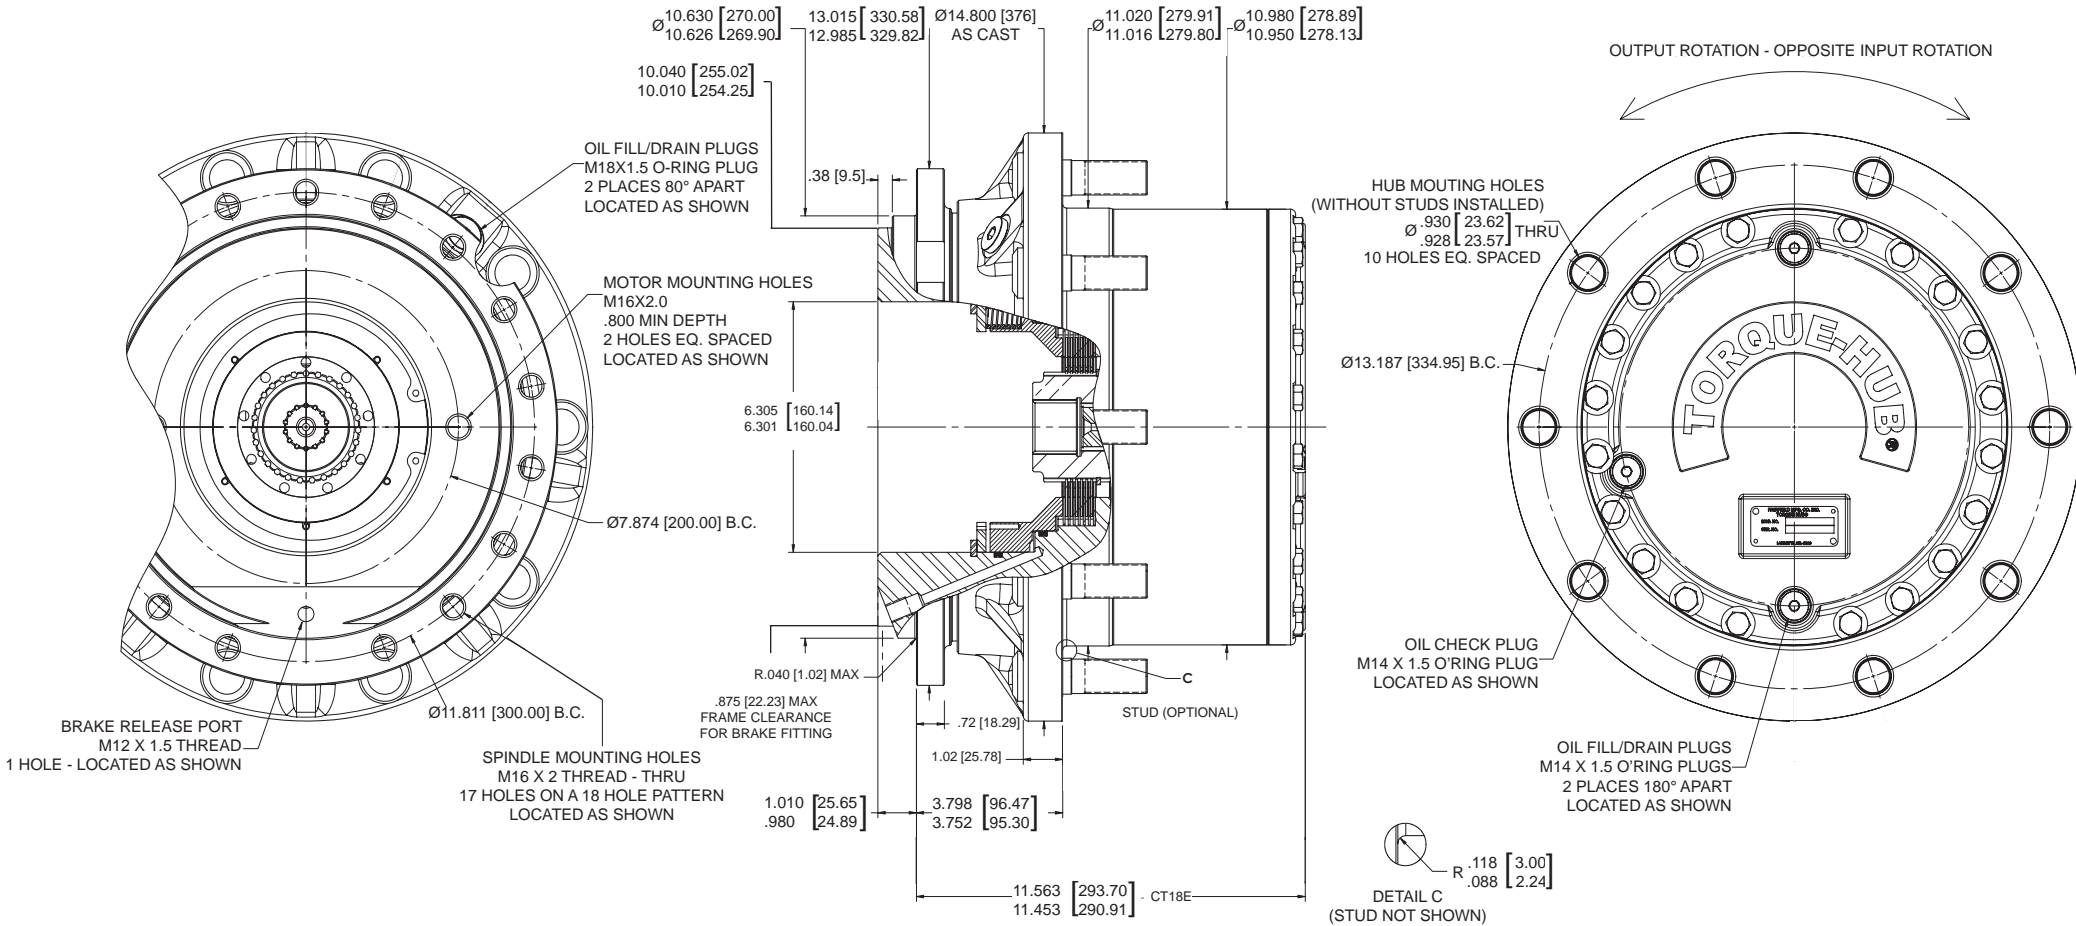 Ø 10.630 [270.00]
10.626 [269.90]
13.015 [330.58]
12.985 [329.82]
Ø14.800 [376]
AS CAST
Ø 11.020 [279.91]
11.016 [279.80]
Ø 10.980 [278.89]
10.950 [278.13]
OUTPUT ROTATION - OPPOSITE INPUT ROTATION
10.040 [255.02]
10.010 [254.25]
OIL FILL/DRAIN PLUGS
M18X1.5 O-RING PLUG
2 PLACES 80° APART
LOCATED AS SHOWN
.38 [9.5]
HUB MOUTING HOLES
(WITHOUT STUDS INSTALLED)
Ø .930 [23.62] THRU
.928 [23.57]
10 HOLES EQ. SPACED
MOTOR MOUNTING HOLES
M16X2.0
.800 MIN DEPTH
2 HOLES EQ. SPACED
LOCATED AS SHOWN
Ø13.187 [334.95] B.C.
TORQUE-HUB
6.305 [160.14]
6.301 [160.04]
Ø7.874 [200.00] B.C.
OIL CHECK PLUG
M14 X 1.5 O'RING PLUG
LOCATED AS SHOWN
R.040 [1.02] MAX
C
.875 [22.23] MAX
FRAME CLEARANCE
FOR BRAKE FITTING
.72 [18.29]
STUD (OPTIONAL)
Ø11.811 [300.00] B.C.
BRAKE RELEASE PORT
M12 X 1.5 THREAD
1 HOLE - LOCATED AS SHOWN
1.02 [25.78]
SPINDLE MOUNTING HOLES
M16 X 2 THREAD - THRU
17 HOLES ON A 18 HOLE PATTERN
LOCATED AS SHOWN
OIL FILL/DRAIN PLUGS
M14 X 1.5 O'RING PLUGS
2 PLACES 180° APART
LOCATED AS SHOWN
1.010 [25.65]
.980 [24.89]
3.798 [96.47]
3.752 [95.30]
R .118 [3.00]
.088 [2.24]
11.563 [293.70] - CT18E
11.453 [290.91]
DETAIL C
(STUD NOT SHOWN)